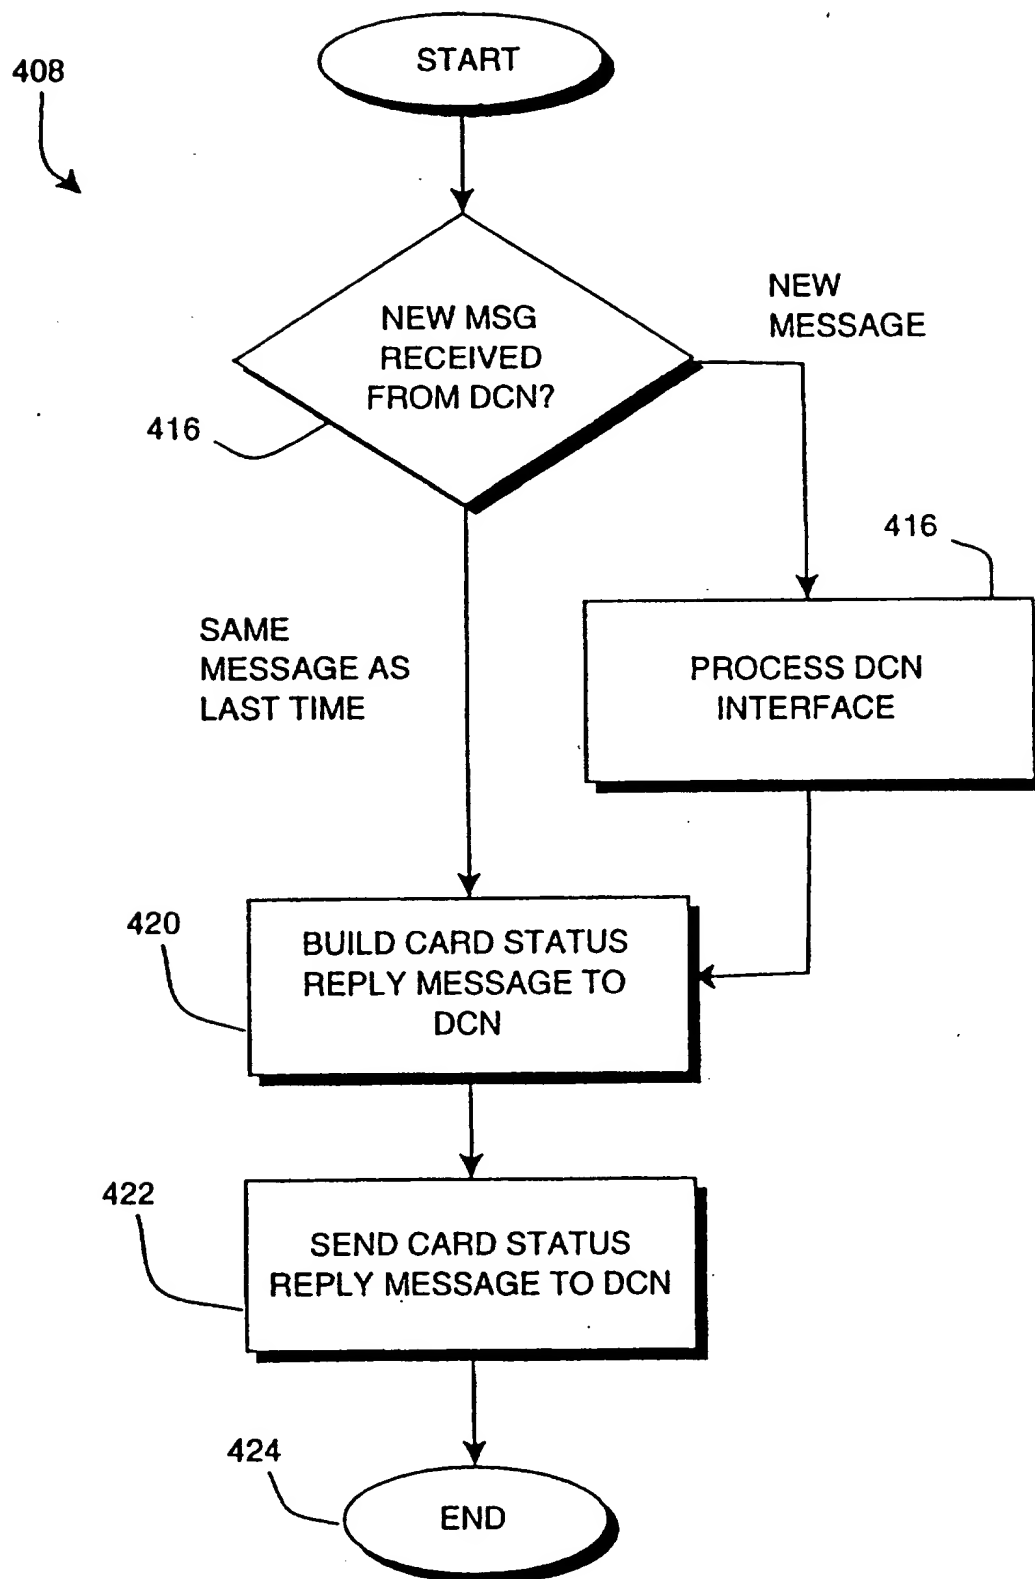 START
408
NEW MSG
RECEIVED
FROM DCN?
NEW
MESSAGE
416
416
SAME
MESSAGE AS
LAST TIME
PROCESS DCN
INTERFACE
420
BUILD CARD STATUS
REPLY MESSAGE TO
DCN
422
SEND CARD STATUS
REPLY MESSAGE TO DCN
424
END